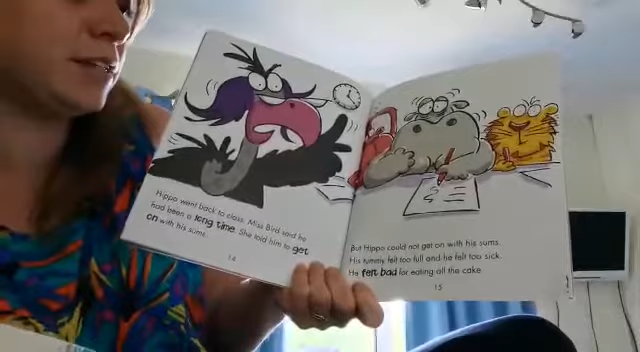 Hippo went back to class. Miss Bird said he
had been a long time. She told him to get
on with his sums.
14
But Hippo could not get on with his sums.
His tummy felt too full and he felt too sick.
He felt bad for eating all the cake.
15